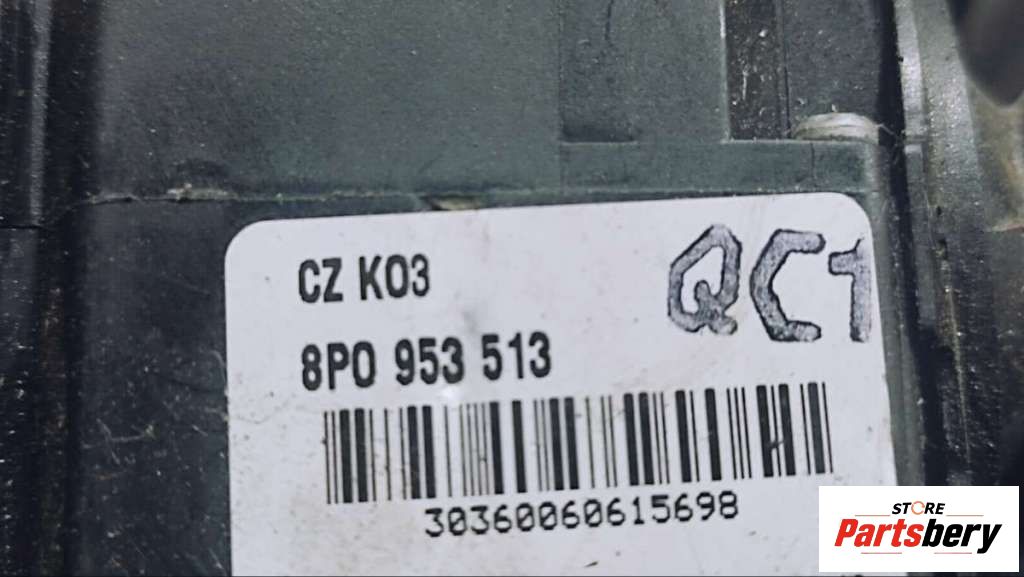 CZ K03
QC1
8P0 953 513
30360060615698
STORE
Partsbery